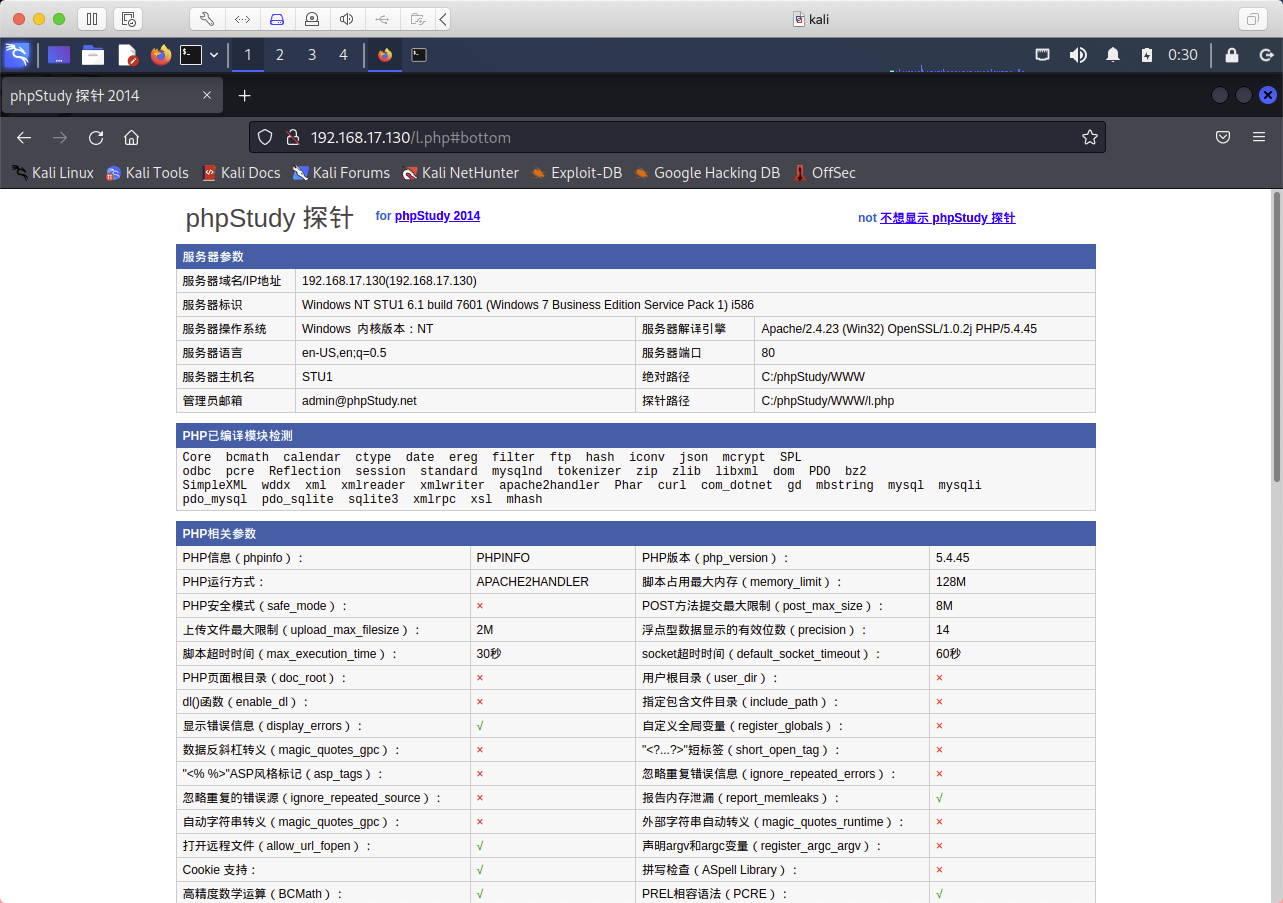 kali
1 2 3 4
0:30
phpStudy 探针 2014
192.168.17.130/l.php#bottom
Kali Linux Kali Tools Kali Docs Kali Forums Kali NetHunter Exploit-DB Google Hacking DB OffSec
phpStudy 探针 for phpStudy 2014 not 不想显示 phpStudy 探针
服务器参数
服务器域名/IP地址 192.168.17.130(192.168.17.130)
服务器标识 Windows NT STU1 6.1 build 7601 (Windows 7 Business Edition Service Pack 1) i586
服务器操作系统 Windows 内核版本：NT 服务器解译引擎 Apache/2.4.23 (Win32) OpenSSL/1.0.2j PHP/5.4.45
服务器语言 en-US,en;q=0.5 服务器端口 80
服务器主机名 STU1 绝对路径 C:/phpStudy/WWW
管理员邮箱 admin@phpStudy.net 探针路径 C:/phpStudy/WWW/l.php
PHP已编译模块检测
Core bcmath calendar ctype date ereg filter ftp hash iconv json mcrypt SPL
odbc pcre Reflection session standard mysqlnd tokenizer zip zlib libxml dom PDO bz2
SimpleXML wddx xml xmlreader xmlwriter apache2handler Phar curl com_dotnet gd mbstring mysql mysqli
pdo_mysql pdo_sqlite sqlite3 xmlrpc xsl mhash
PHP相关参数
PHP信息（phpinfo）： PHPINFO PHP版本（php_version）： 5.4.45
PHP运行方式： APACHE2HANDLER 脚本占用最大内存（memory_limit）： 128M
PHP安全模式（safe_mode）： × POST方法提交最大限制（post_max_size）： 8M
上传文件最大限制（upload_max_filesize）： 2M 浮点型数据显示的有效位数（precision）： 14
脚本超时时间（max_execution_time）： 30秒 socket超时时间（default_socket_timeout）： 60秒
PHP页面根目录（doc_root）： × 用户根目录（user_dir）： ×
dl()函数（enable_dl）： × 指定包含文件目录（include_path）： ×
显示错误信息（display_errors）： √ 自定义全局变量（register_globals）： ×
数据反斜杠转义（magic_quotes_gpc）： × "<?...?>"短标签（short_open_tag）： ×
"<% %>"ASP风格标记（asp_tags）： × 忽略重复错误信息（ignore_repeated_errors）： ×
忽略重复的错误源（ignore_repeated_source）： × 报告内存泄漏（report_memleaks）： √
自动字符串转义（magic_quotes_gpc）： × 外部字符串自动转义（magic_quotes_runtime）： ×
打开远程文件（allow_url_fopen）： √ 声明argv和argc变量（register_argc_argv）： ×
Cookie 支持： √ 拼写检查（ASpell Library）： ×
高精度数学运算（BCMath）： √ PREL相容语法（PCRE）： √